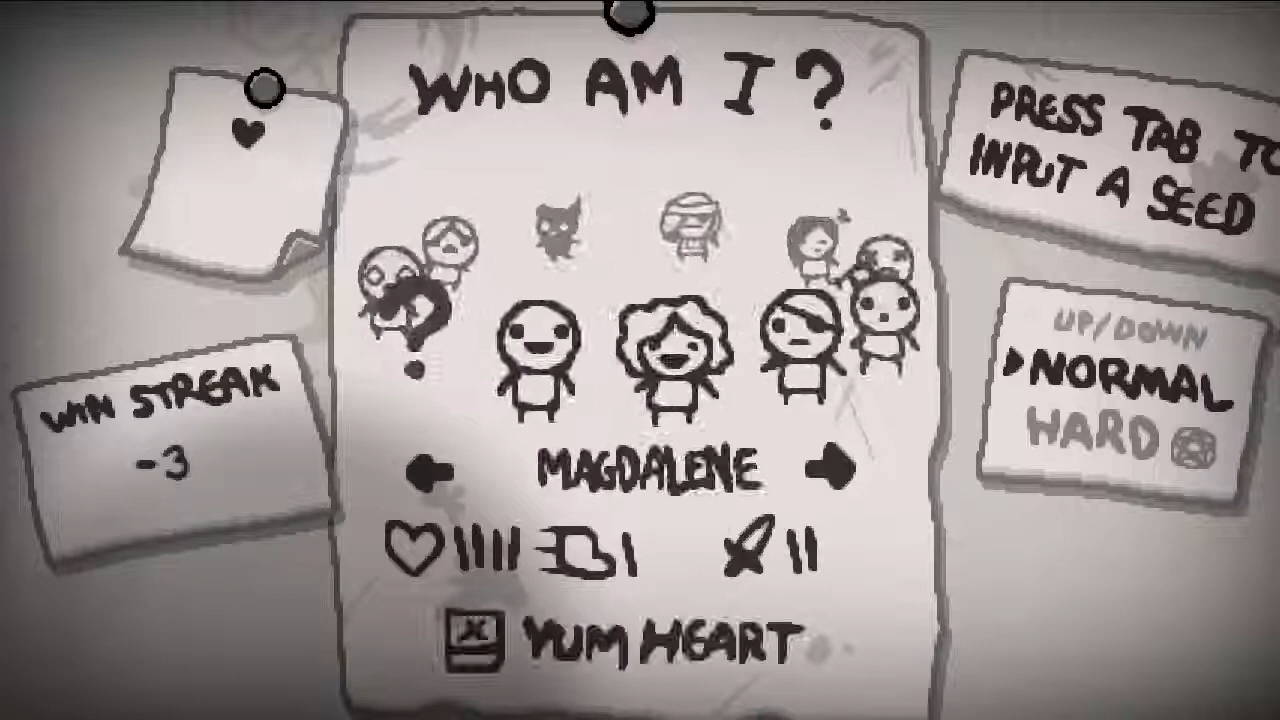 WHO AM I?
PRESS TAB TO
INPUT A SEED
WIN STREAK
-3
UP/DOWN
NORMAL
HARD
MAGDALENE
YUM HEART